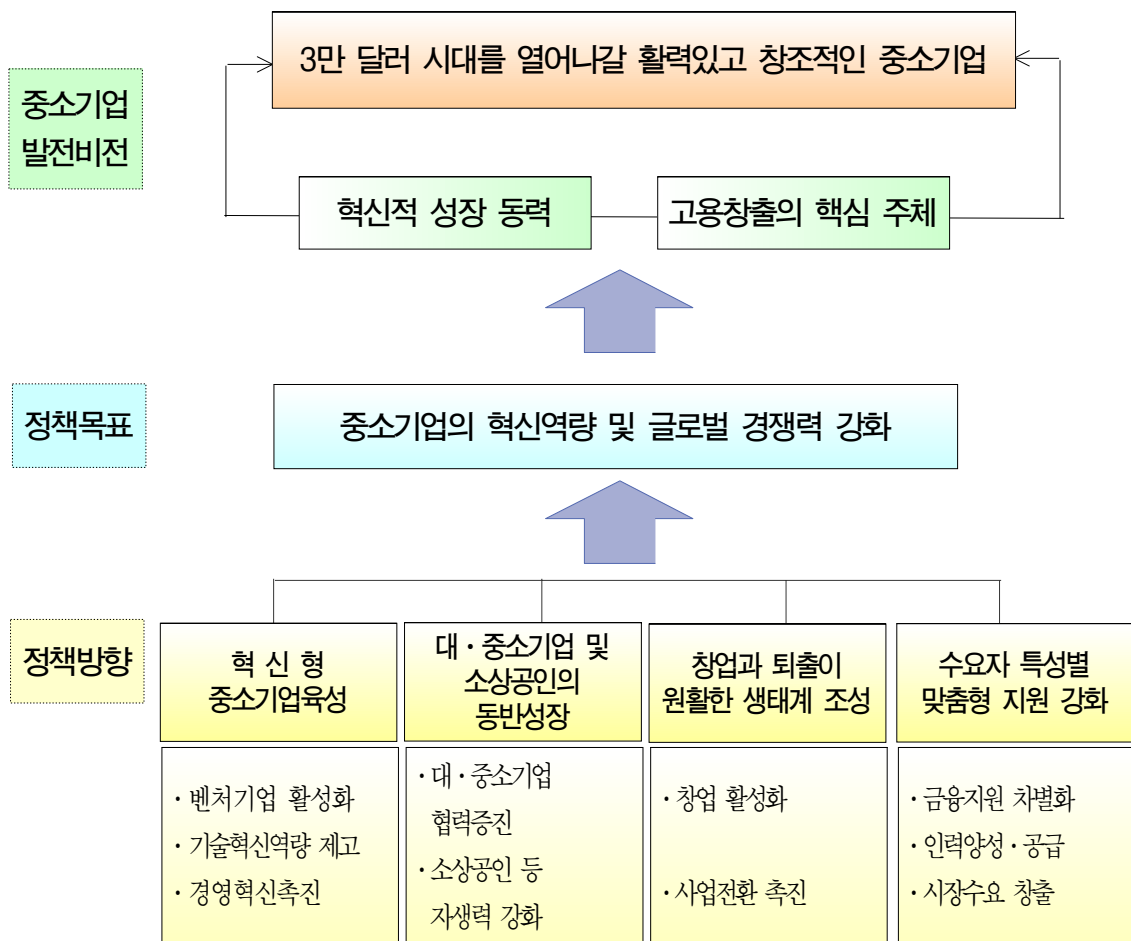 중소기업
발전비전
3만 달러 시대를 열어나갈 활력있고 창조적인 중소기업
혁신적 성장 동력
고용창출의 핵심 주체
정책목표
중소기업의 혁신역량 및 글로벌 경쟁력 강화
정책방향
혁 신 형
중소기업육성
대·중소기업 및
소상공인의
동반성장
창업과 퇴출이
원활한 생태계 조성
수요자 특성별
맞춤형 지원 강화
·벤처기업 활성화
·기술혁신역량 제고
·경영혁신촉진
·대·중소기업
협력증진
·소상공인 등
자생력 강화
·창업 활성화
·사업전환 촉진
·금융지원 차별화
·인력양성·공급
·시장수요 창출